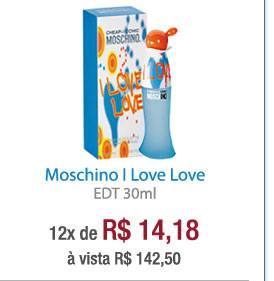 CHEAP AND CHIC
MOSCHINO
I LOVE
LOVE
Moschino I Love Love
EDT 30ml
12x de R$ 14,18
à vista R$ 142,50